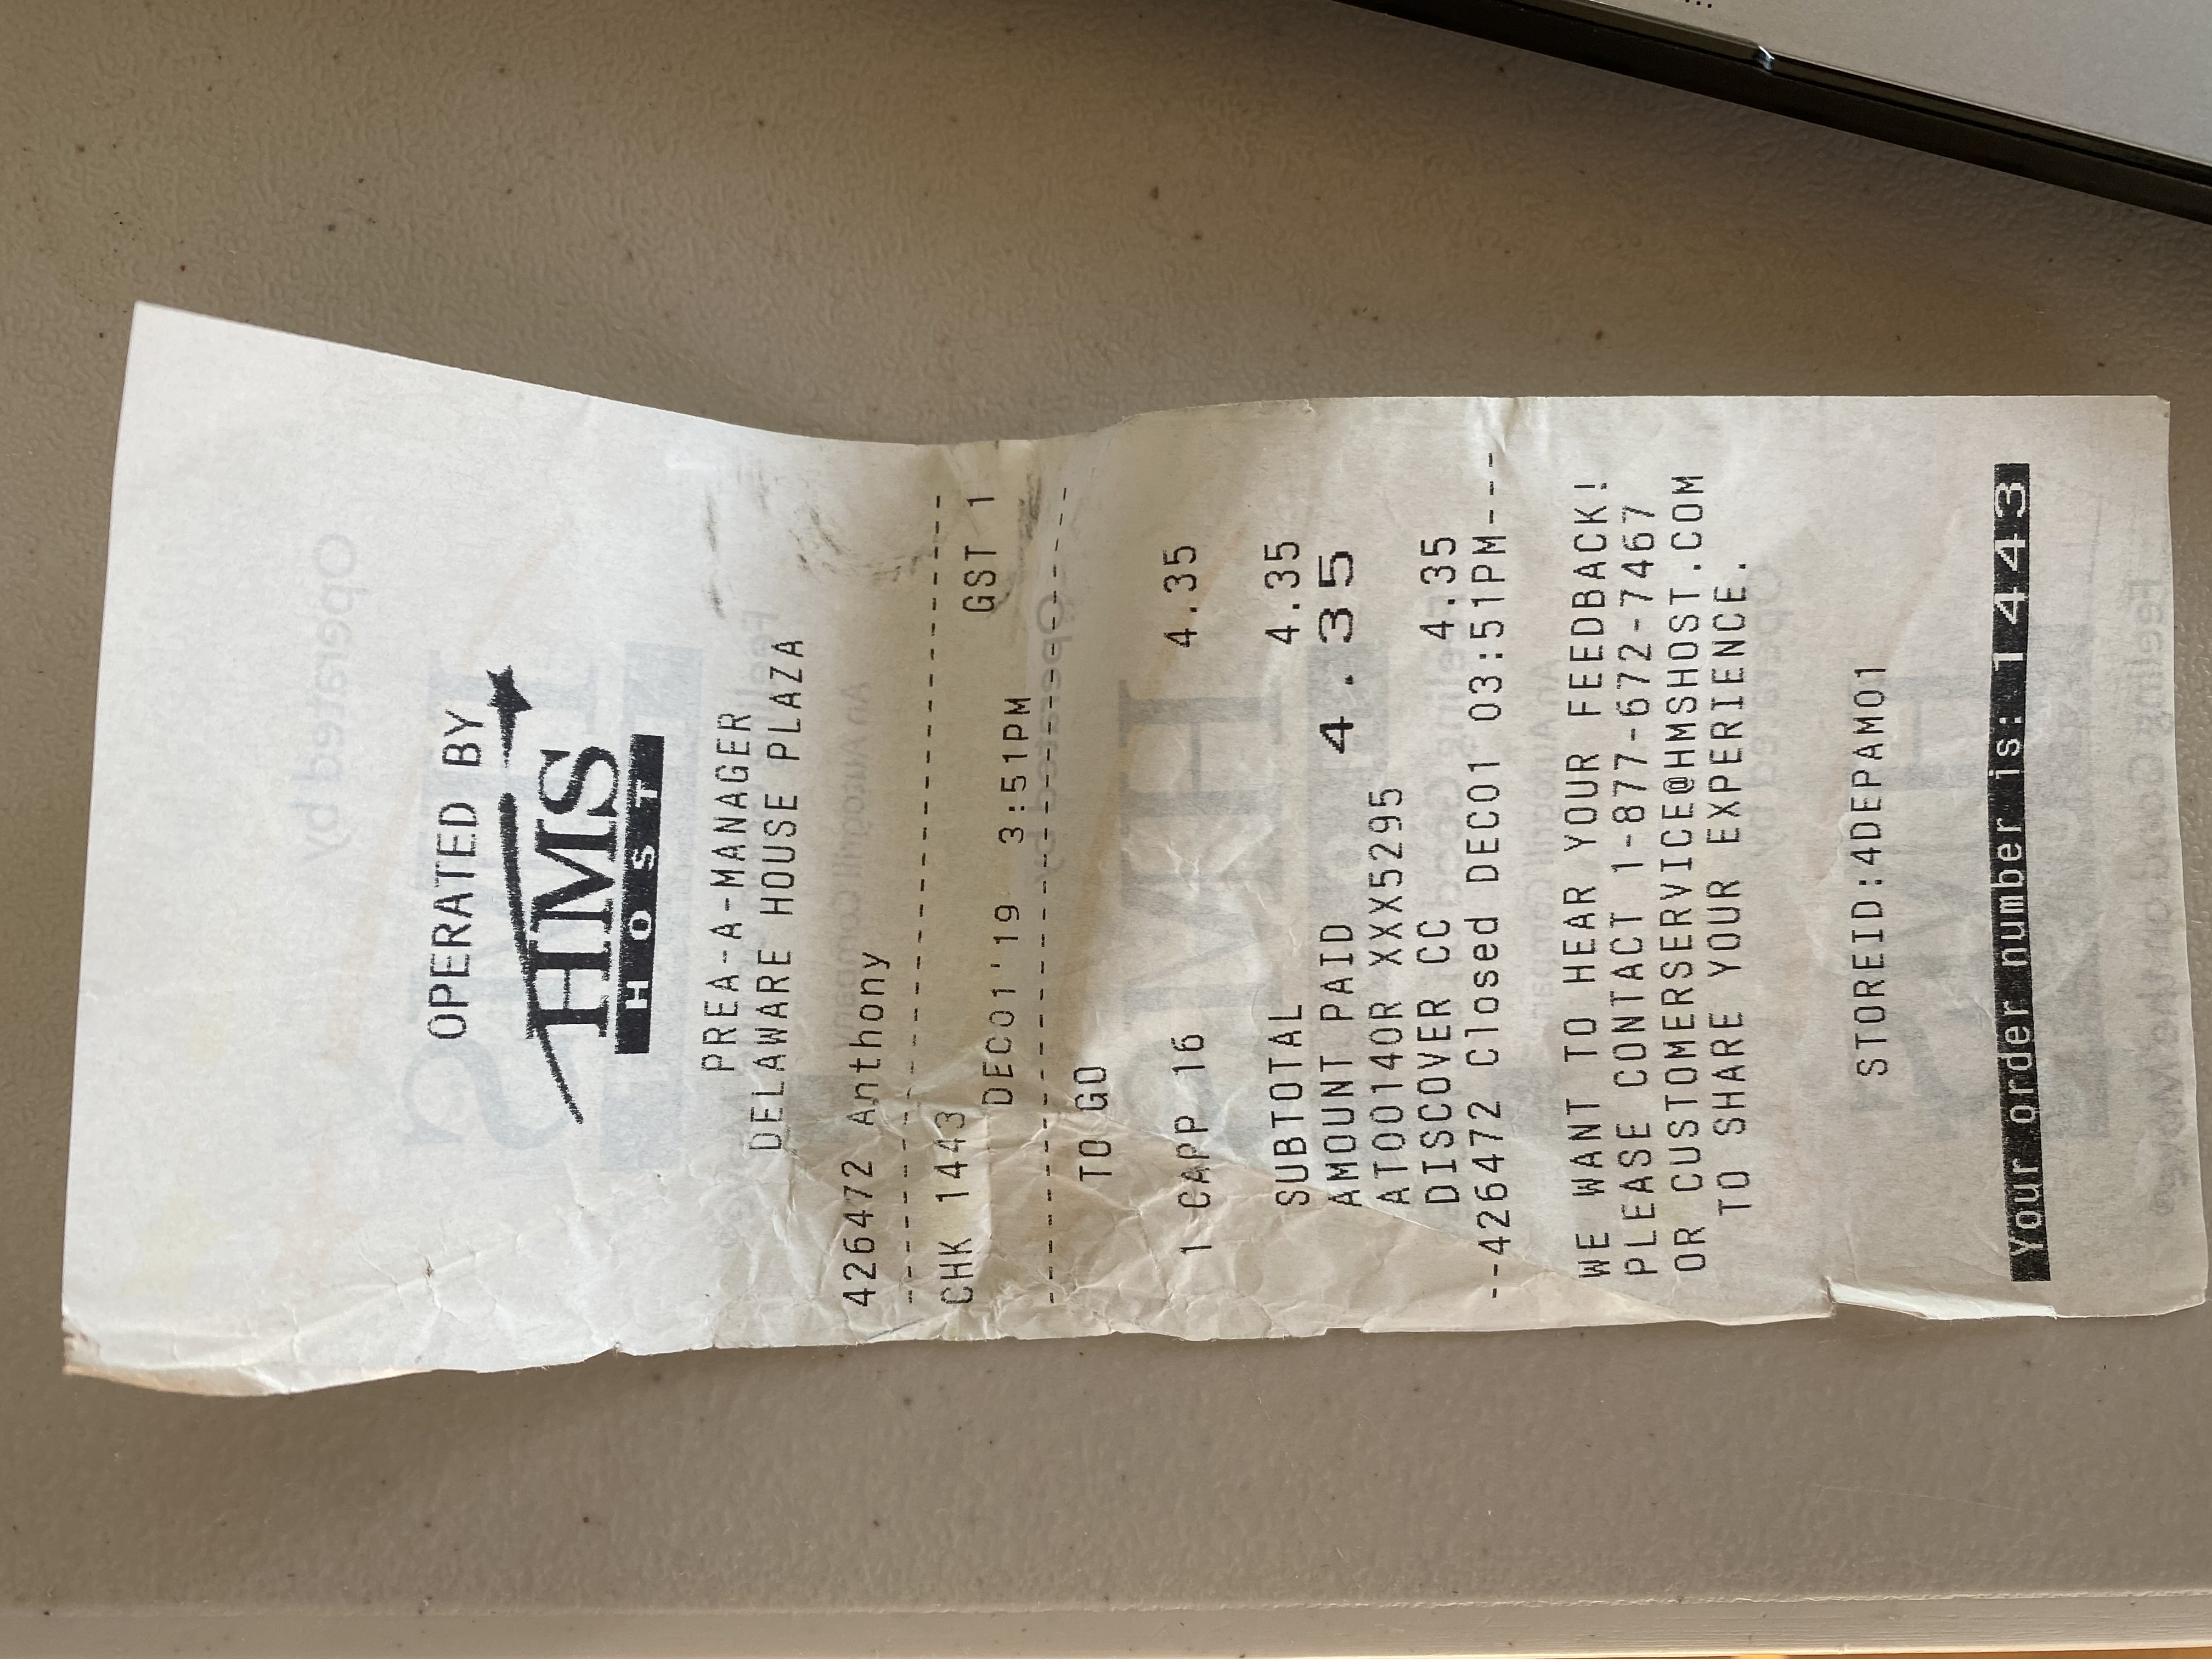 OPERATED BY
HMS
HOST
PREA-A-MANAGER
DELAWARE HOUSE PLAZA
426472 Anthony
CHK 1443 GST 1
DEC01'19 3:51PM
TO GO
1 CAPP 16 4.35
SUBTOTAL 4.35
AMOUNT PAID 4.35
AT00140R XXX5295
DISCOVER CC 4.35
--426472 Closed DEC01 03:51PM---
WE WANT TO HEAR YOUR FEEDBACK!
PLEASE CONTACT 1-877-672-7467
OR CUSTOMERSERVICE@HMSHOST.COM
TO SHARE YOUR EXPERIENCE.
STOREID:4DEPAM01
Your order number is: 1443